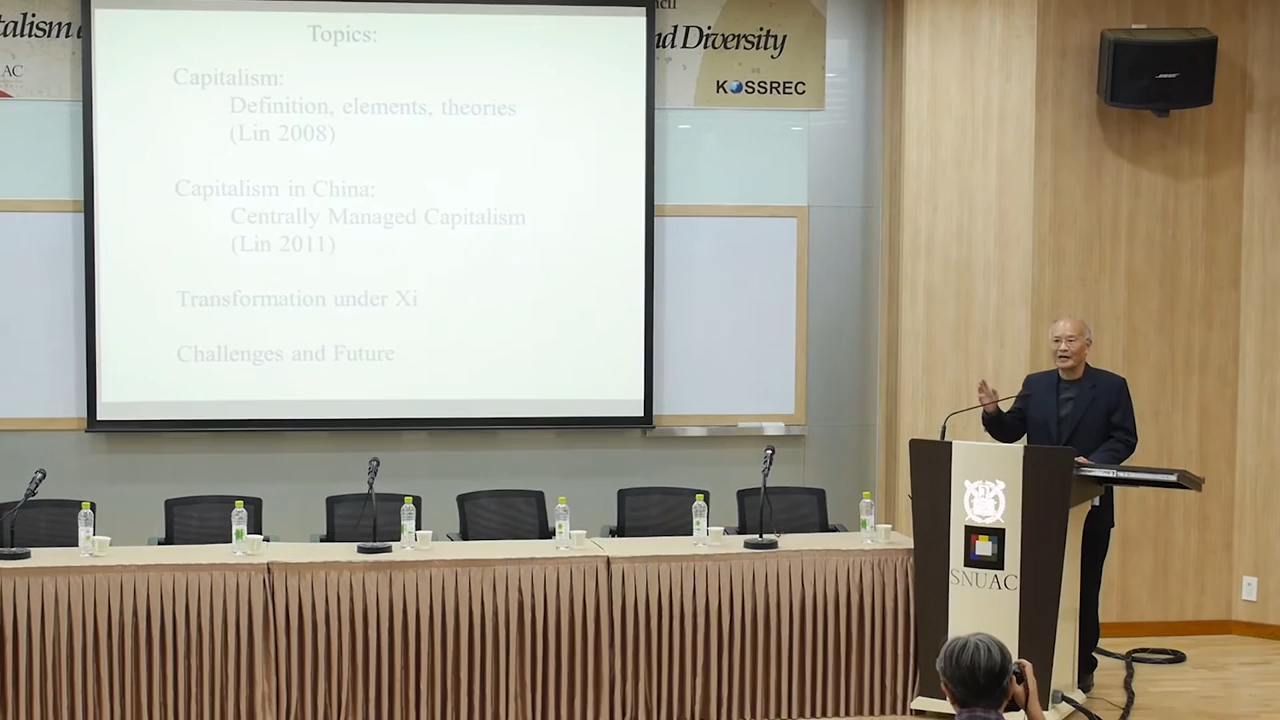 Topics:
Capitalism:
Definition, elements, theories
(Lin 2008)
Capitalism in China:
Centrally Managed Capitalism
(Lin 2011)
Transformation under Xi
Challenges and Future
nd Diversity
KOSSREC
AC
BOSE
SNUAC